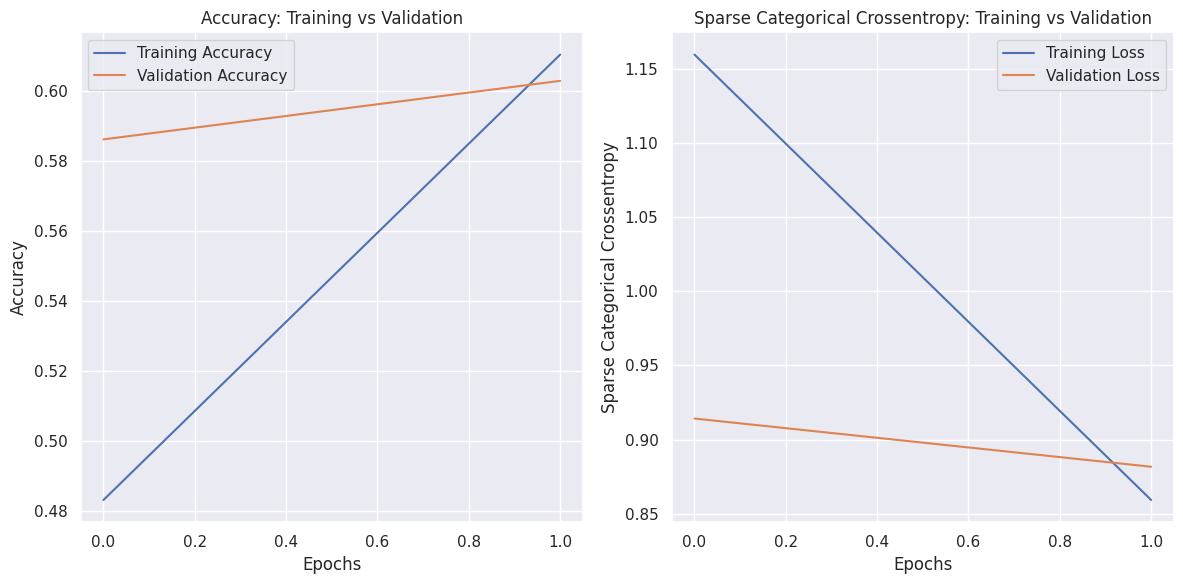 Accuracy: Training vs Validation
Training Accuracy
Validation Accuracy
0.60
0.58
0.56
0.54
0.52
0.50
0.48
Accuracy
0.0 0.2 0.4 0.6 0.8 1.0
Epochs
Sparse Categorical Crossentropy: Training vs Validation
Training Loss
Validation Loss
1.15
1.10
1.05
1.00
0.95
0.90
0.85
Sparse Categorical Crossentropy
0.0 0.2 0.4 0.6 0.8 1.0
Epochs